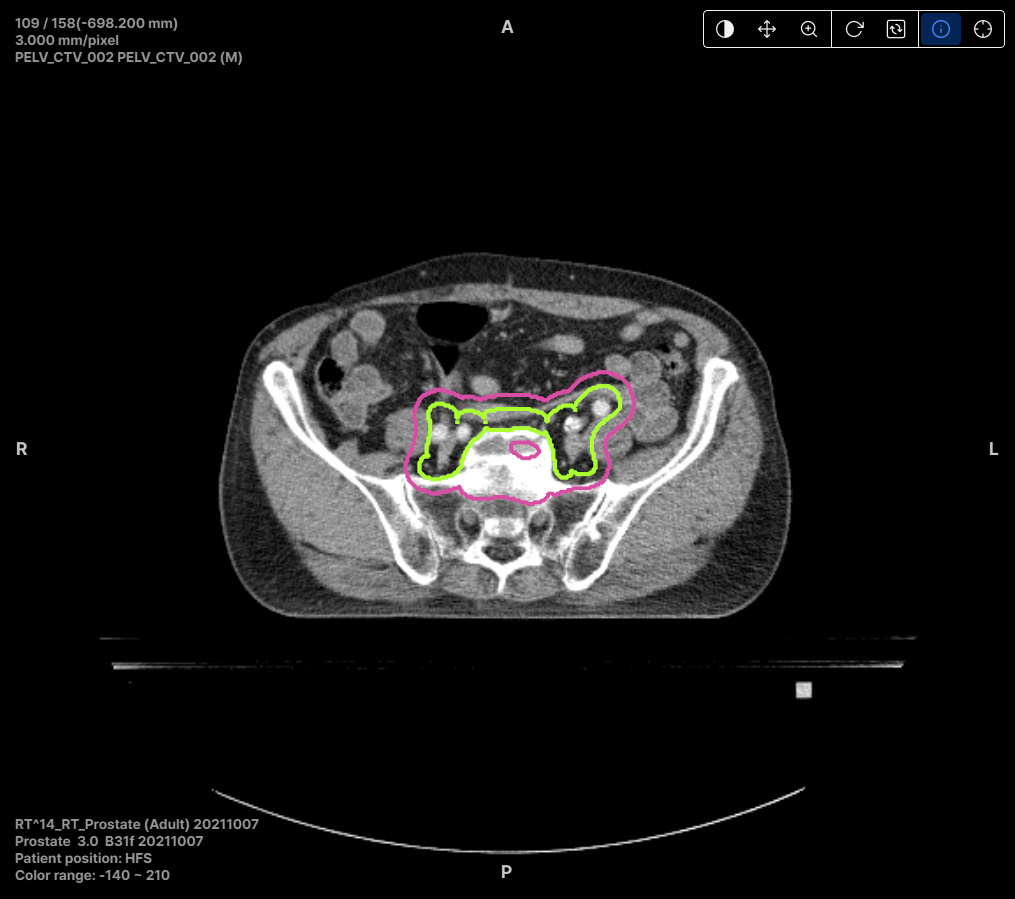 109 / 158(-698.200 mm)
3.000 mm/pixel
PELV_CTV_002 PELV_CTV_002 (M)
A
R
L
RT^14_RT_Prostate (Adult) 20211007
Prostate  3.0  B31f 20211007
Patient position: HFS
Color range: -140 ~ 210
P